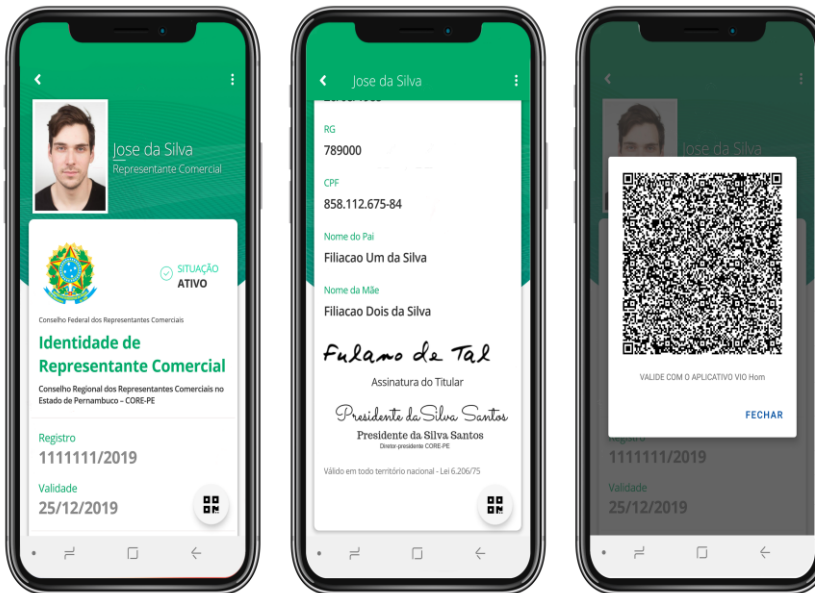 Jose da Silva
Representante Comercial
SITUAÇÃO
ATIVO
Conselho Federal dos Representantes Comerciais
Identidade de
Representante Comercial
Conselho Regional dos Representantes Comerciais no
Estado de Pernambuco – CORE-PE
Registro
1111111/2019
Validade
25/12/2019
Jose da Silva
RG
789000
CPF
858.112.675-84
Nome do Pai
Filiacao Um da Silva
Nome da Mãe
Filiacao Dois da Silva
Fulano de Tal
Assinatura do Titular
Presidente da Silva Santos
Presidente da Silva Santos
Diretor-presidente CORE-PE
Válido em todo território nacional - Lei 6.206/75
Jose da Silva
VALIDE COM O APLICATIVO VIO Hom
FECHAR
Registro
1111111/2019
Validade
25/12/2019